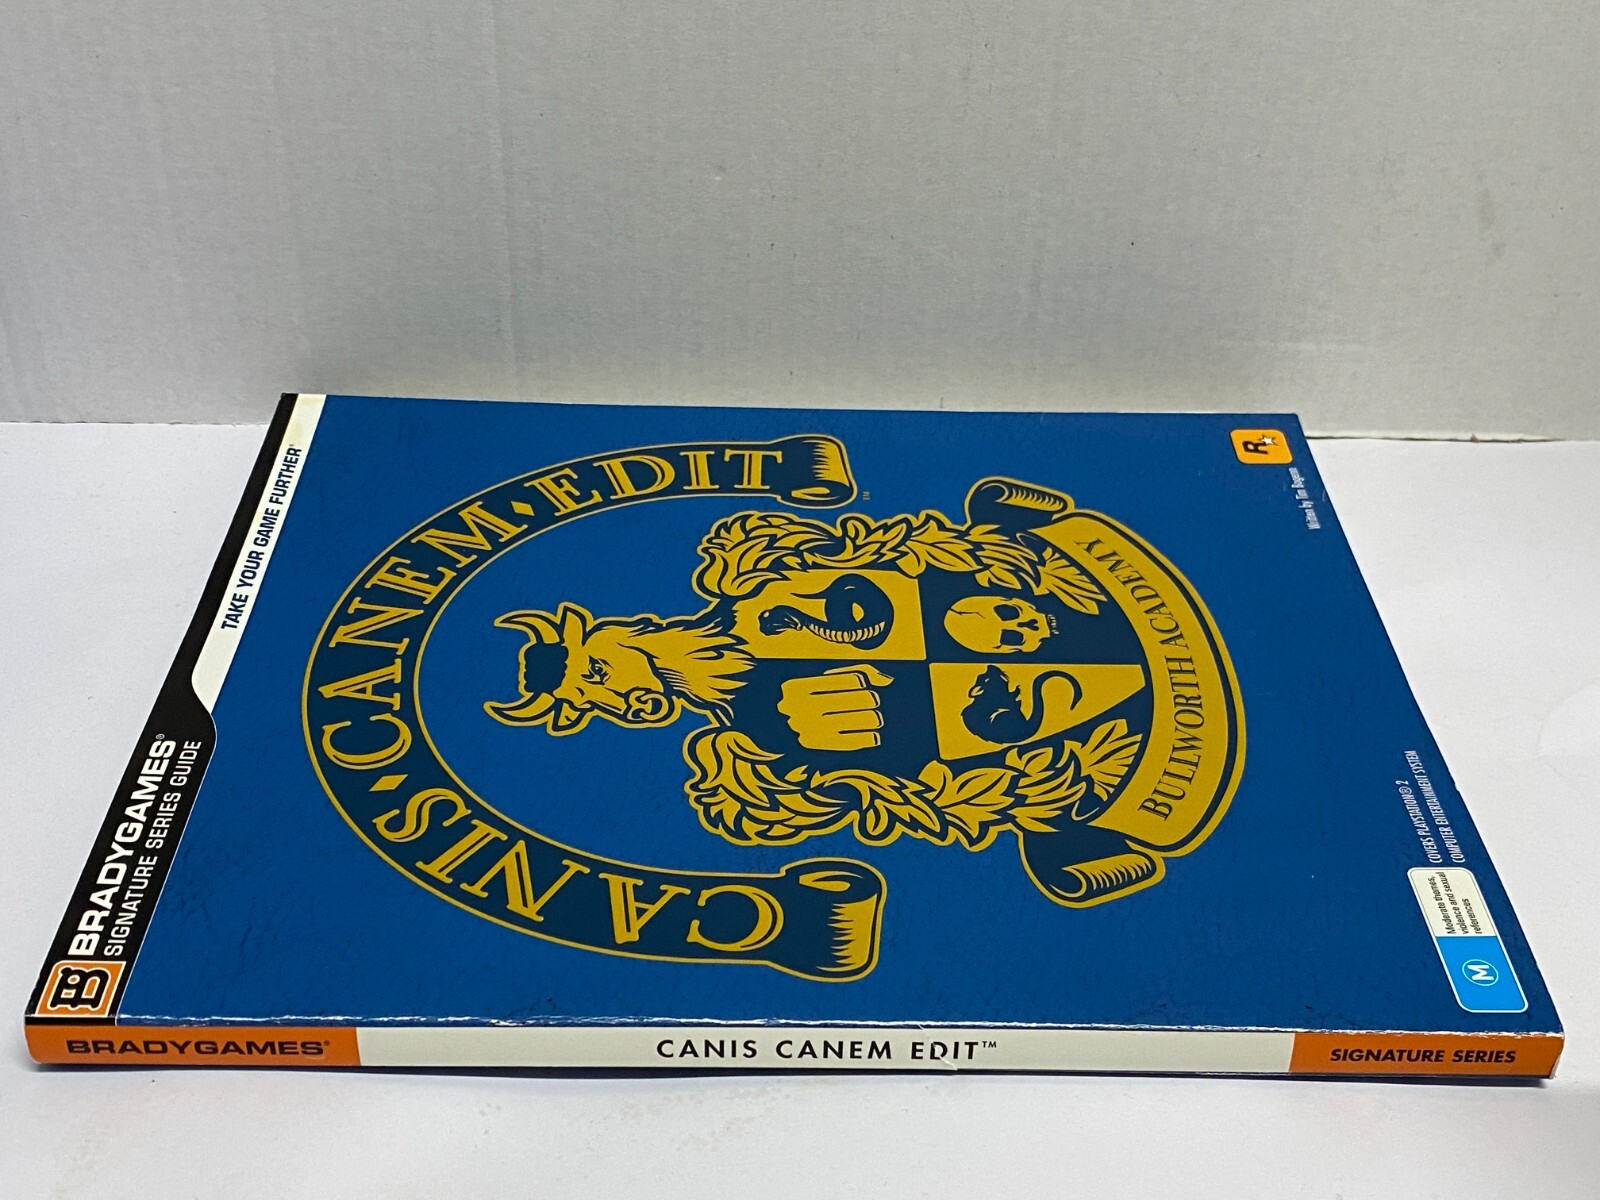 BRADYGAMES®
SIGNATURE SERIES GUIDE
TAKE YOUR GAME FURTHER®
CANIS · CANEM · EDIT
TM
BULLWORTH ACADEMY
R
Written by Tim Bogenn
COVERS PLAYSTATION® 2
COMPUTER ENTERTAINMENT SYSTEM
M
Moderate themes,
violence and sexual
references
BRADYGAMES®
CANIS CANEM EDIT™
SIGNATURE SERIES